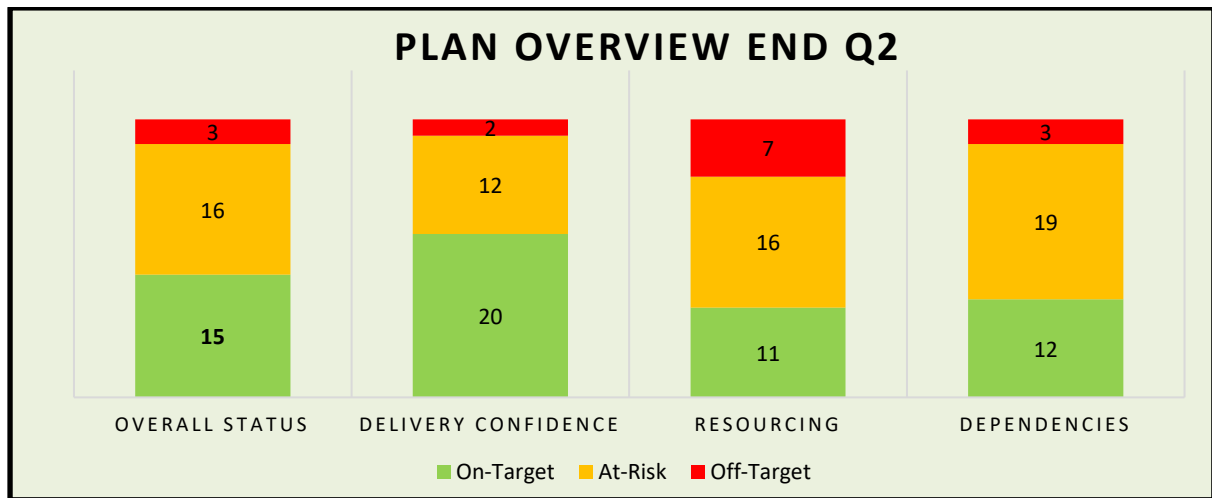 PLAN OVERVIEW END Q2
3 2 7 3
16 12 16 19
15 20 11 12
OVERALL STATUS DELIVERY CONFIDENCE RESOURCING DEPENDENCIES
On-Target At-Risk Off-Target